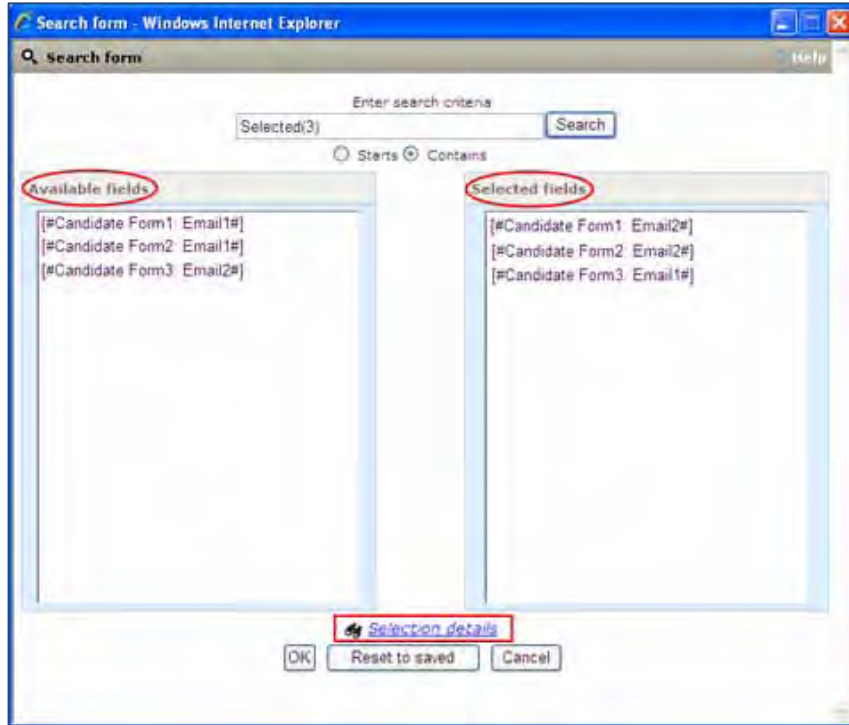 Search form - Windows Internet Explorer
Search form
Help
Enter search criteria
Selected(3)
Search
Starts Contains
Available fields
Selected fields
[#Candidate Form1: Email1#]
[#Candidate Form2: Email1#]
[#Candidate Form3: Email2#]
[#Candidate Form1: Email2#]
[#Candidate Form2: Email2#]
[#Candidate Form3: Email1#]
Selection details
OK
Reset to saved
Cancel